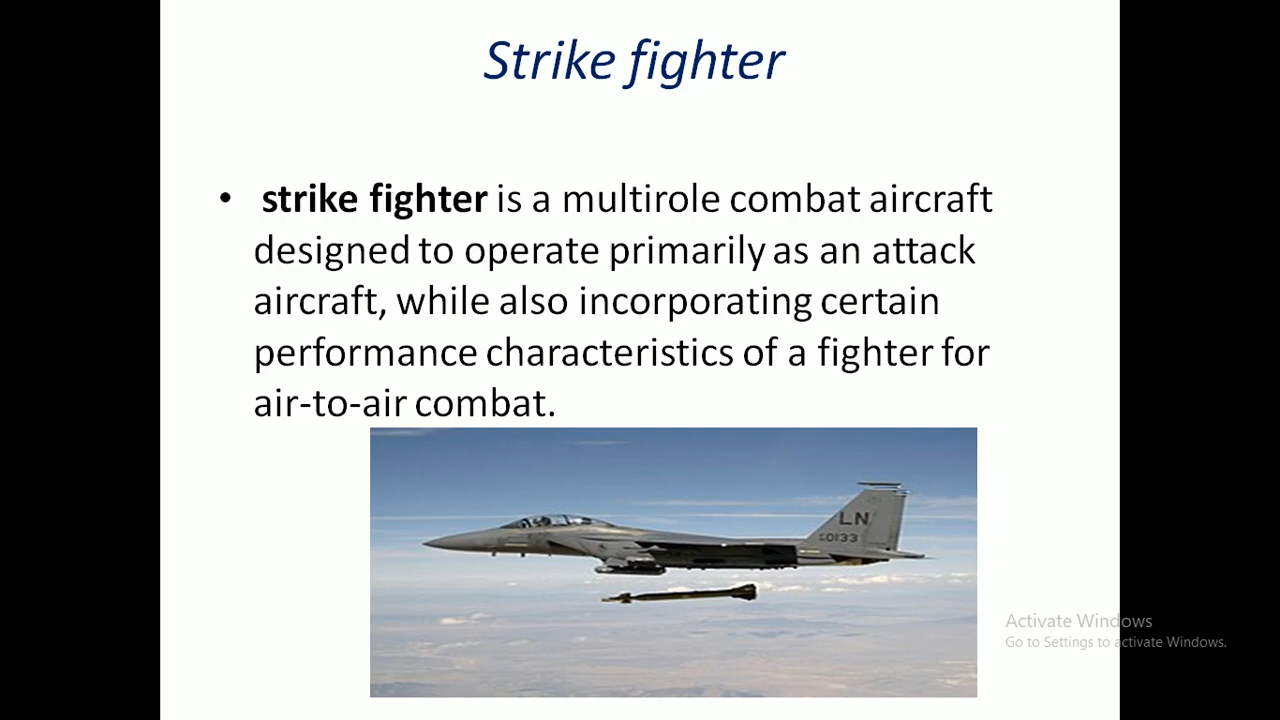 Strike fighter
• strike fighter is a multirole combat aircraft
designed to operate primarily as an attack
aircraft, while also incorporating certain
performance characteristics of a fighter for
air-to-air combat.
LN
0133
Activate Windows
Go to Settings to activate Windows.